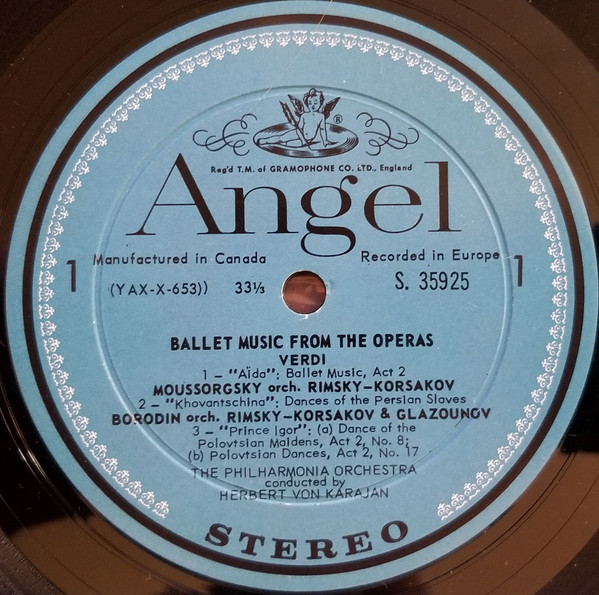 ®
Reg'd T.M. of GRAMOPHONE CO. LTD., England
Angel
Manufactured in Canada Recorded in Europe
1 1
(YAX-X-653)) 33⅓ S. 35925
BALLET MUSIC FROM THE OPERAS
VERDI
1 – "Aïda": Ballet Music, Act 2
MOUSSORGSKY orch. RIMSKY–KORSAKOV
2 – "Khovantschina": Dances of the Persian Slaves
BORODIN orch. RIMSKY–KORSAKOV & GLAZOUNGV
3 – "Prince Igor": (a) Dance of the
Polovtsian Maidens, Act 2, No. 8;
(b) Polovtsian Dances, Act 2, No. 17
THE PHILHARMONIA ORCHESTRA
conducted by
HERBERT VON KARAJAN
STEREO